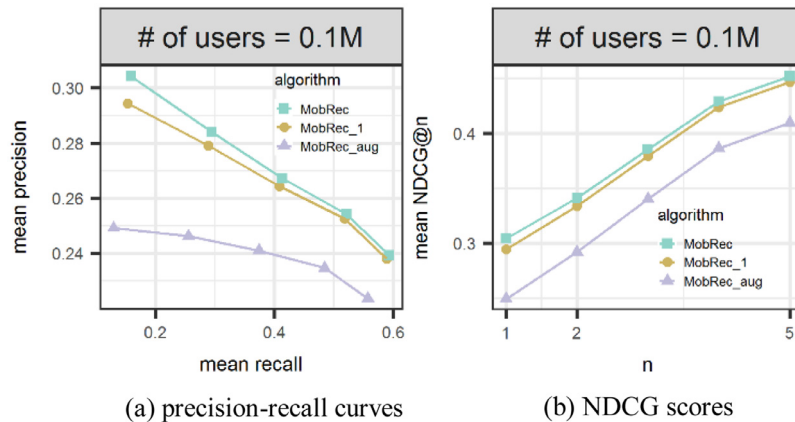 # of users = 0.1M
mean precision
0.30
0.28
0.26
0.24
algorithm
MobRec
MobRec_1
MobRec_aug
0.2
0.4
0.6
mean recall
(a) precision-recall curves
# of users = 0.1M
mean NDCG@n
0.4
0.3
algorithm
MobRec
MobRec_1
MobRec_aug
1
2
5
n
(b) NDCG scores